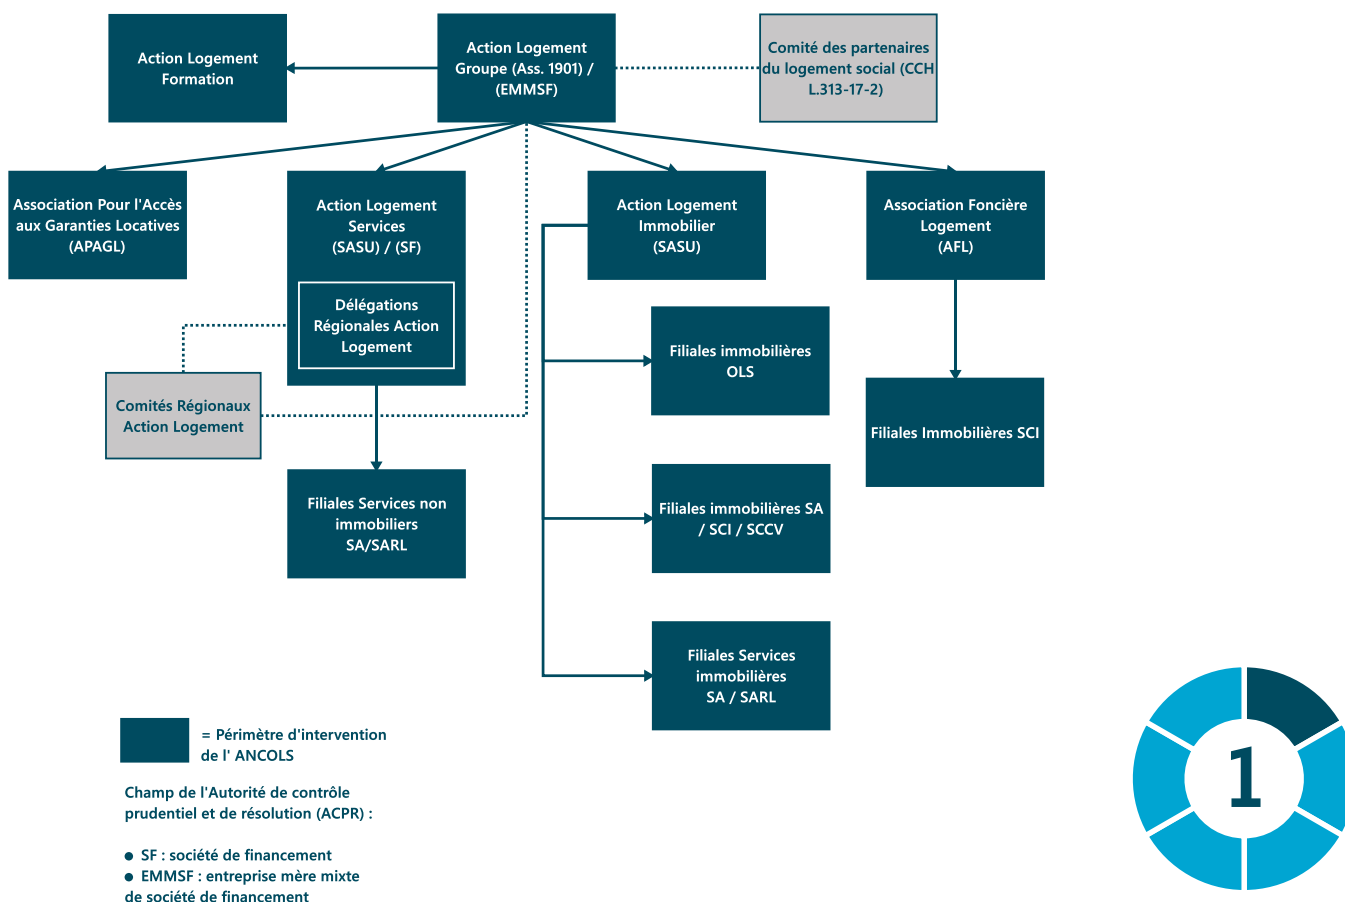 Action Logement
Formation
Action Logement
Groupe (Ass. 1901) /
(EMMSF)
Comité des partenaires
du logement social (CCH
L.313-17-2)
Association Pour l'Accès
aux Garanties Locatives
(APAGL)
Action Logement
Services
(SASU) / (SF)
Délégations
Régionales Action
Logement
Action Logement
Immobilier
(SASU)
Association Foncière
Logement
(AFL)
Filiales immobilières
OLS
Comités Régionaux
Action Logement
Filiales Immobilières SCI
Filiales Services non
immobiliers
SA/SARL
Filiales immobilières SA
/ SCI / SCCV
Filiales Services
immobilières
SA / SARL
= Périmètre d'intervention
de l' ANCOLS
Champ de l'Autorité de contrôle
prudentiel et de résolution (ACPR) :
● SF : société de financement
● EMMSF : entreprise mère mixte
de société de financement
1